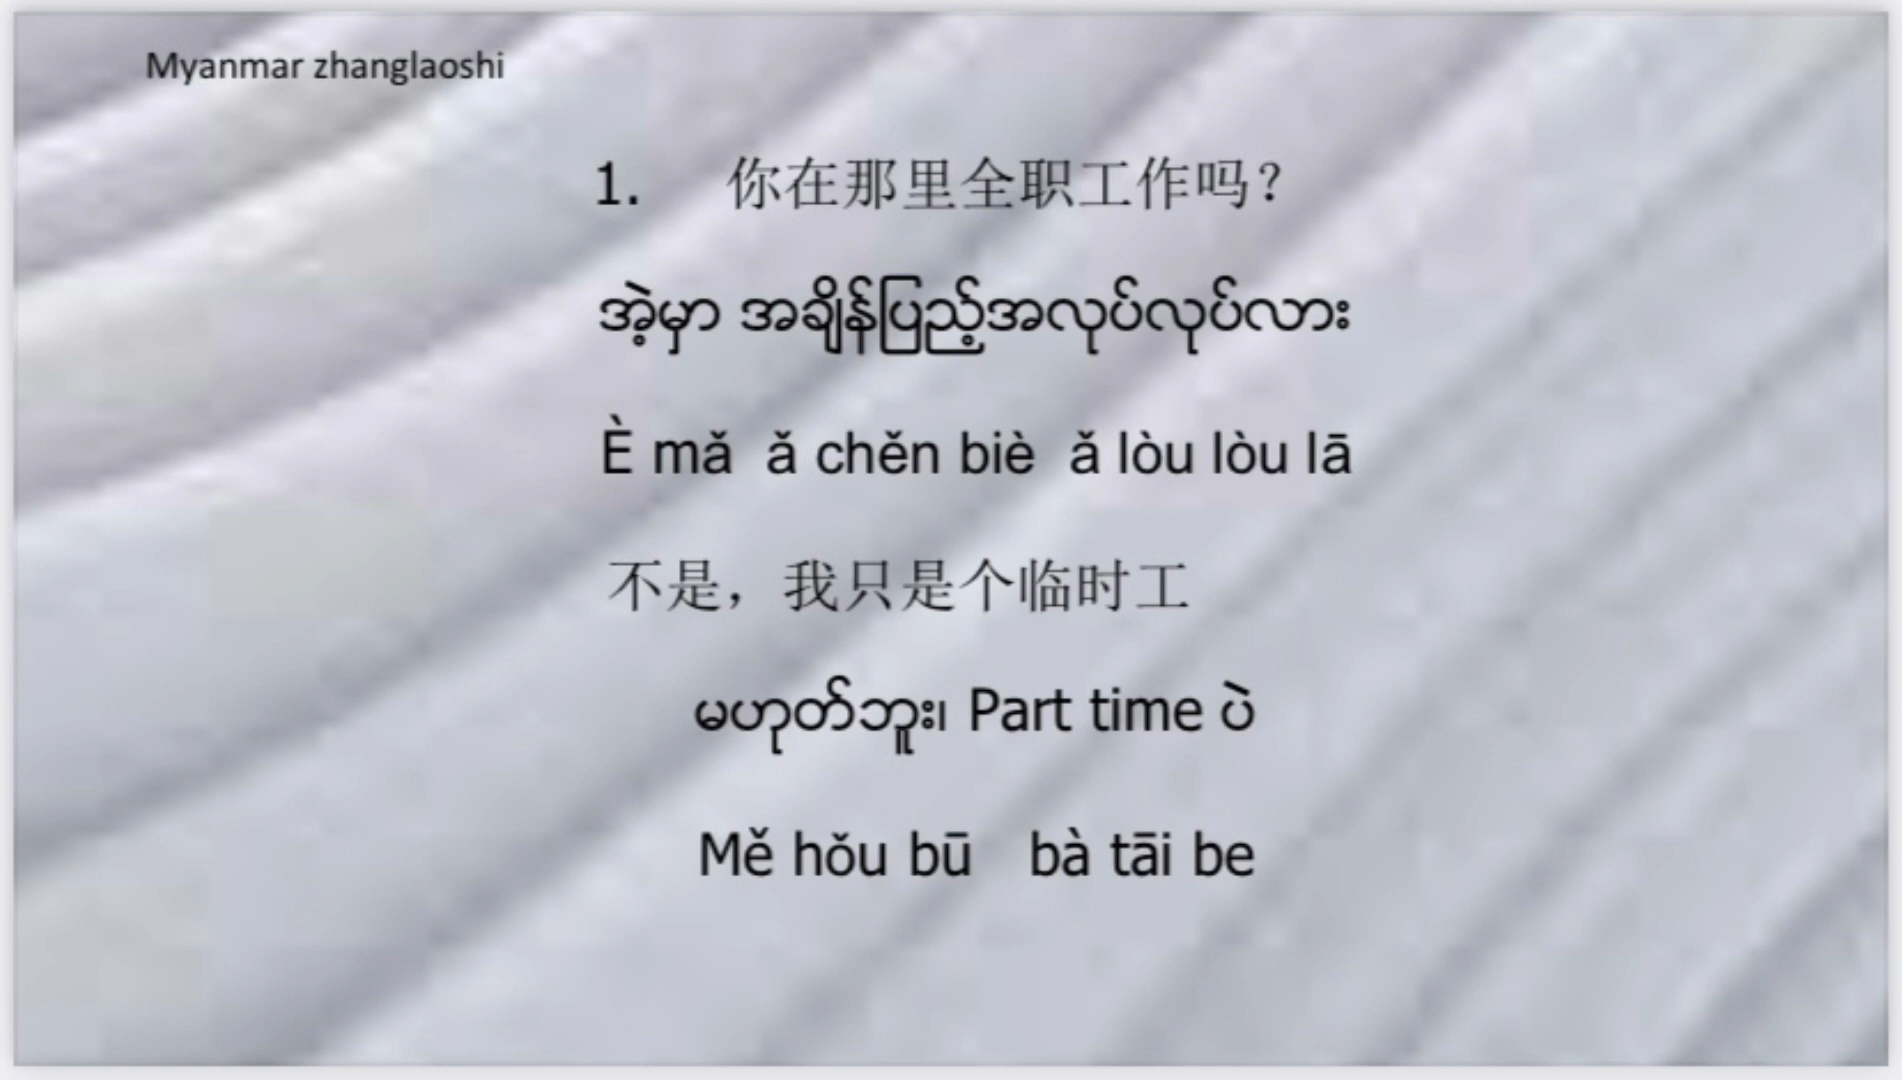 Myanmar zhanglaoshi
1. 你在那里全职工作吗？
အဲ့မှာ အချိန်ပြည့်အလုပ်လုပ်လား
È mǎ ǎ chěn biè ǎ lòu lòu lā
不是，我只是个临时工
မဟုတ်ဘူး၊ Part time ပဲ
Mě hǒu bū bà tāi be